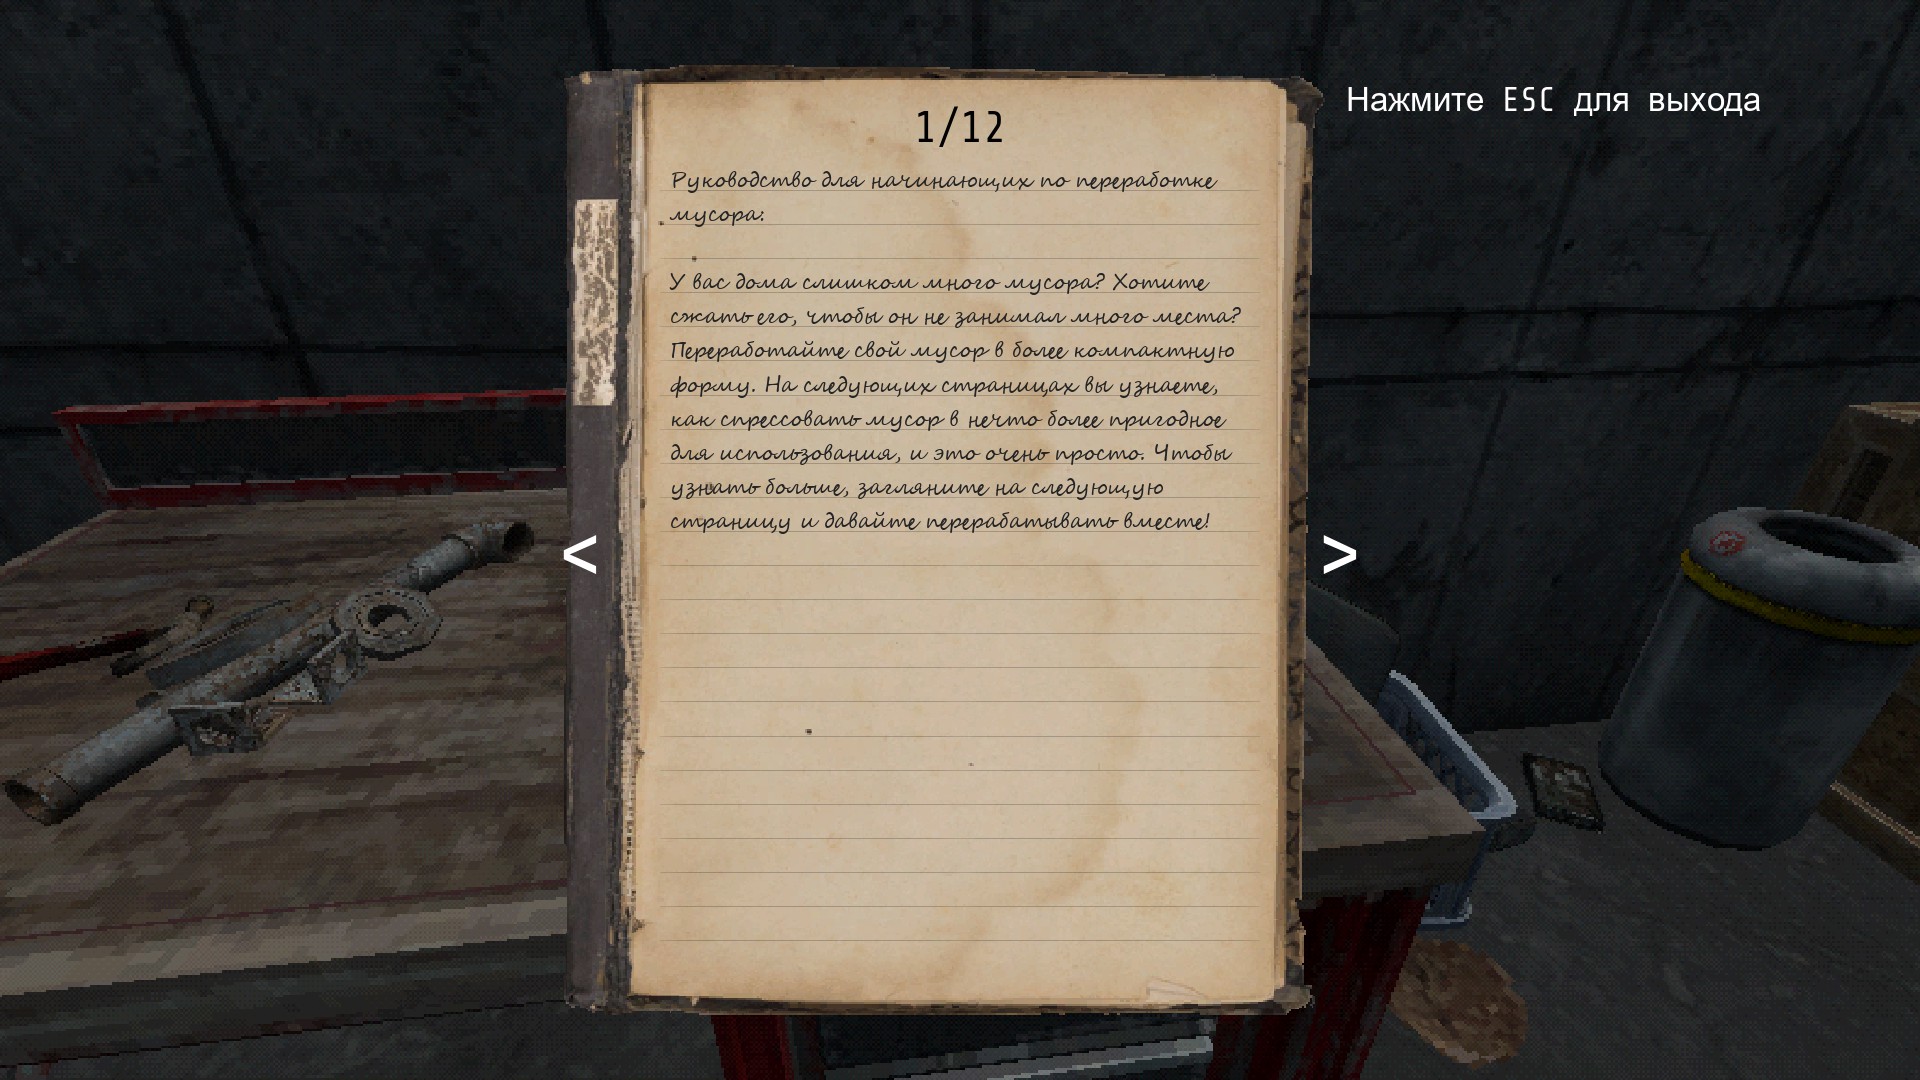 1/12
Нажмите ESC для выхода
Руководство для начинающих по переработке
мусора:
У вас дома слишком много мусора? Хотите
сжать его, чтобы он не занимал много места?
Переработайте свой мусор в более компактную
форму. На следующих страницах вы узнаете,
как спрессовать мусор в нечто более пригодное
для использования, и это очень просто. Чтобы
узнать больше, загляните на следующую
страницу и давайте перерабатывать вместе!
< >